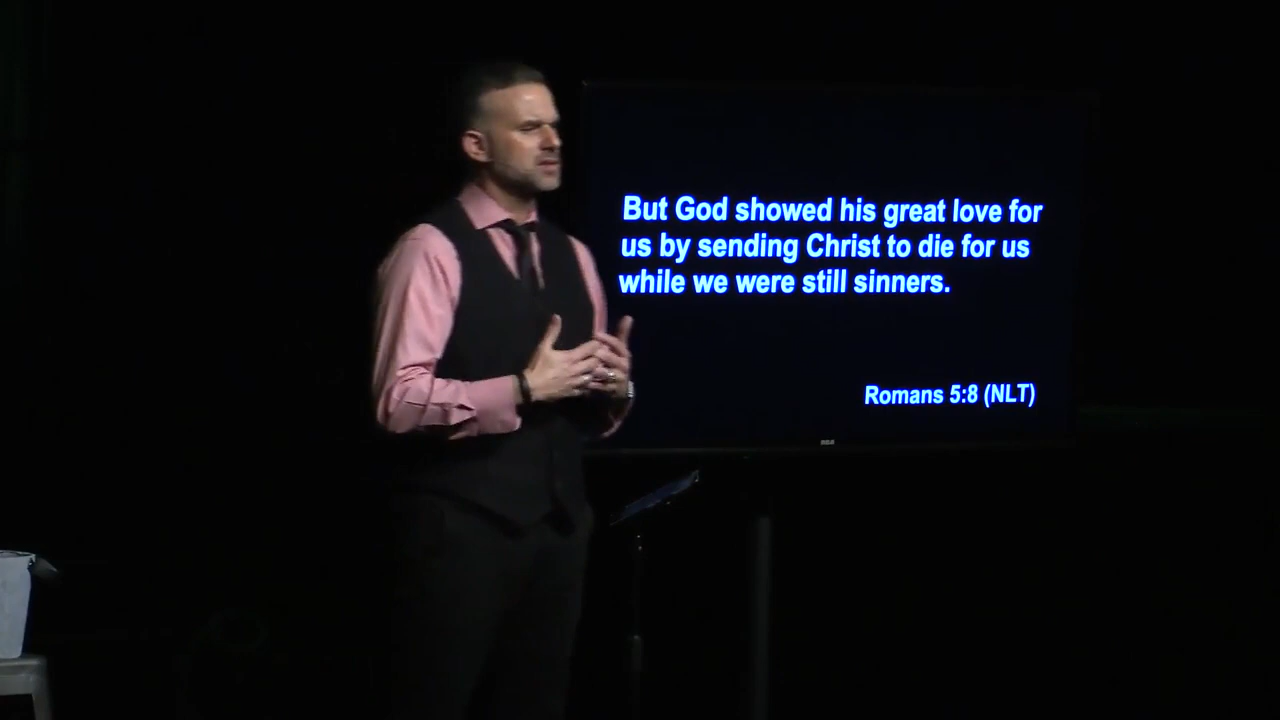 But God showed his great love for
us by sending Christ to die for us
while we were still sinners.
Romans 5:8 (NLT)
RCA